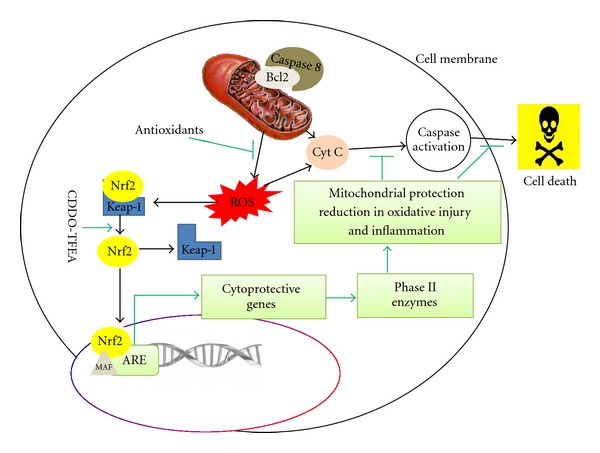 Cell membrane
Caspase 8
Bcl2
Antioxidants
Cyt C
Caspase
activation
Cell death
Nrf2
Keap-1
ROS
Mitochondrial protection
reduction in oxidative injury
and inflammation
CDDO-TFEA
Nrf2
Keap-1
Cytoprotective
genes
Phase II
enzymes
Nrf2
MAF
ARE